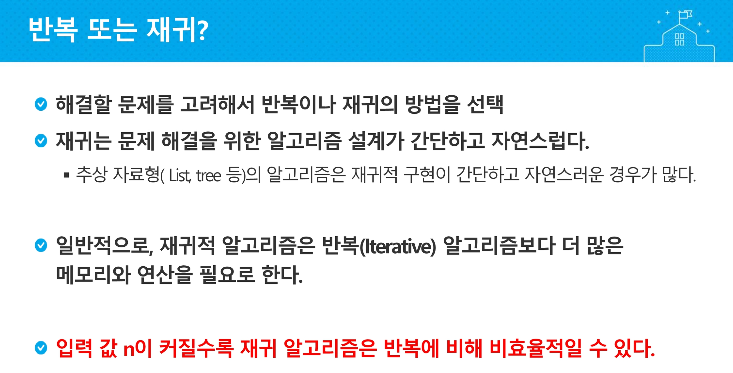 반복 또는 재귀?
해결할 문제를 고려해서 반복이나 재귀의 방법을 선택
재귀는 문제 해결을 위한 알고리즘 설계가 간단하고 자연스럽다.
추상 자료형( List, tree 등)의 알고리즘은 재귀적 구현이 간단하고 자연스러운 경우가 많다.
일반적으로, 재귀적 알고리즘은 반복(Iterative) 알고리즘보다 더 많은
메모리와 연산을 필요로 한다.
입력 값 n이 커질수록 재귀 알고리즘은 반복에 비해 비효율적일 수 있다.